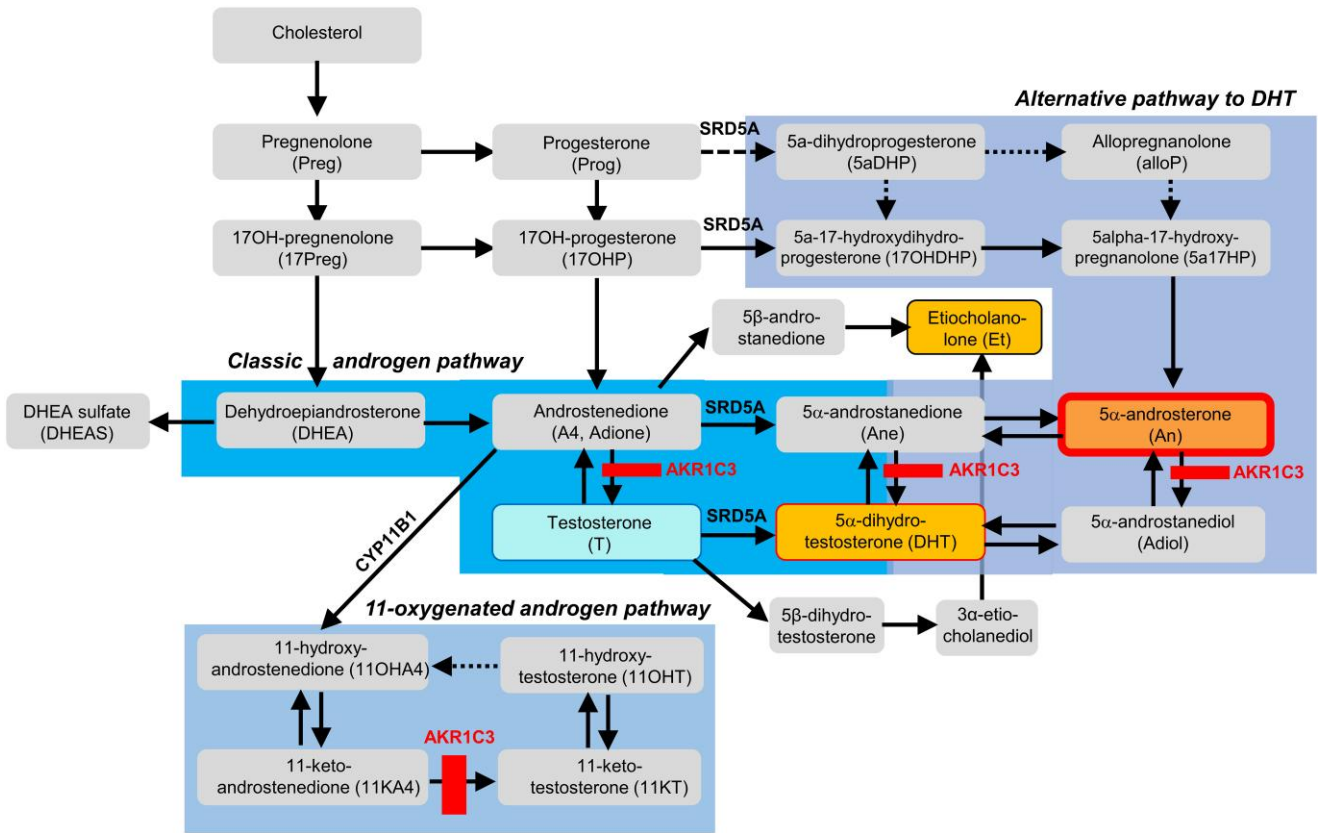 Cholesterol
Alternative pathway to DHT
Pregnenolone
(Preg)
Progesterone
(Prog)
SRD5A
5a-dihydroprogesterone
(5aDHP)
Allopregnanolone
(alloP)
17OH-pregnenolone
(17Preg)
17OH-progesterone
(17OHP)
SRD5A
5a-17-hydroxydihydro-
progesterone (17OHDHP)
5alpha-17-hydroxy-
pregnanolone (5a17HP)
5β-andro-
stanedione
Etiocholano-
lone (Et)
Classic androgen pathway
DHEA sulfate
(DHEAS)
Dehydroepiandrosterone
(DHEA)
Androstenedione
(A4, Adione)
SRD5A
5α-androstanedione
(Ane)
5α-androsterone
(An)
AKR1C3
AKR1C3
AKR1C3
Testosterone
(T)
SRD5A
5α-dihydro-
testosterone (DHT)
5α-androstanediol
(Adiol)
CYP11B1
11-oxygenated androgen pathway
5β-dihydro-
testosterone
3α-etio-
cholanediol
11-hydroxy-
androstenedione (11OHA4)
11-hydroxy-
testosterone (11OHT)
AKR1C3
11-keto-
androstenedione (11KA4)
11-keto-
testosterone (11KT)